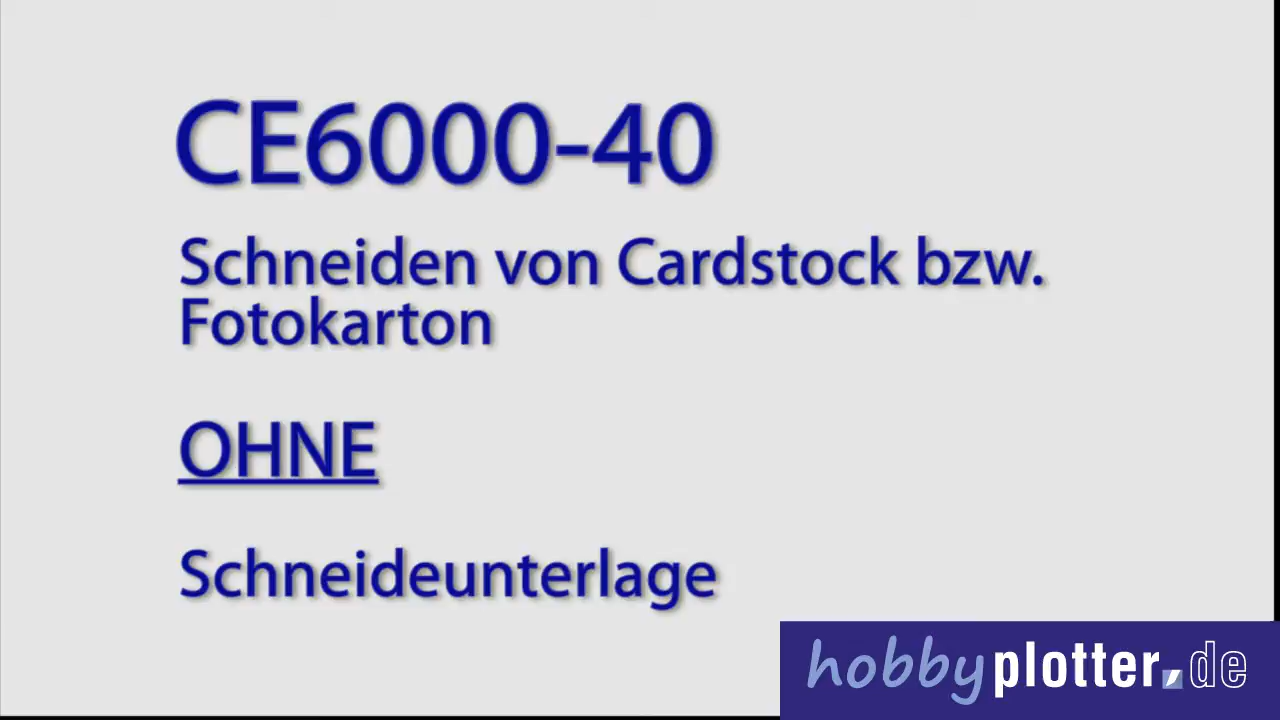 CE6000-40
Schneiden von Cardstock bzw.
Fotokarton
OHNE
Schneideunterlage
hobbyplotter.de